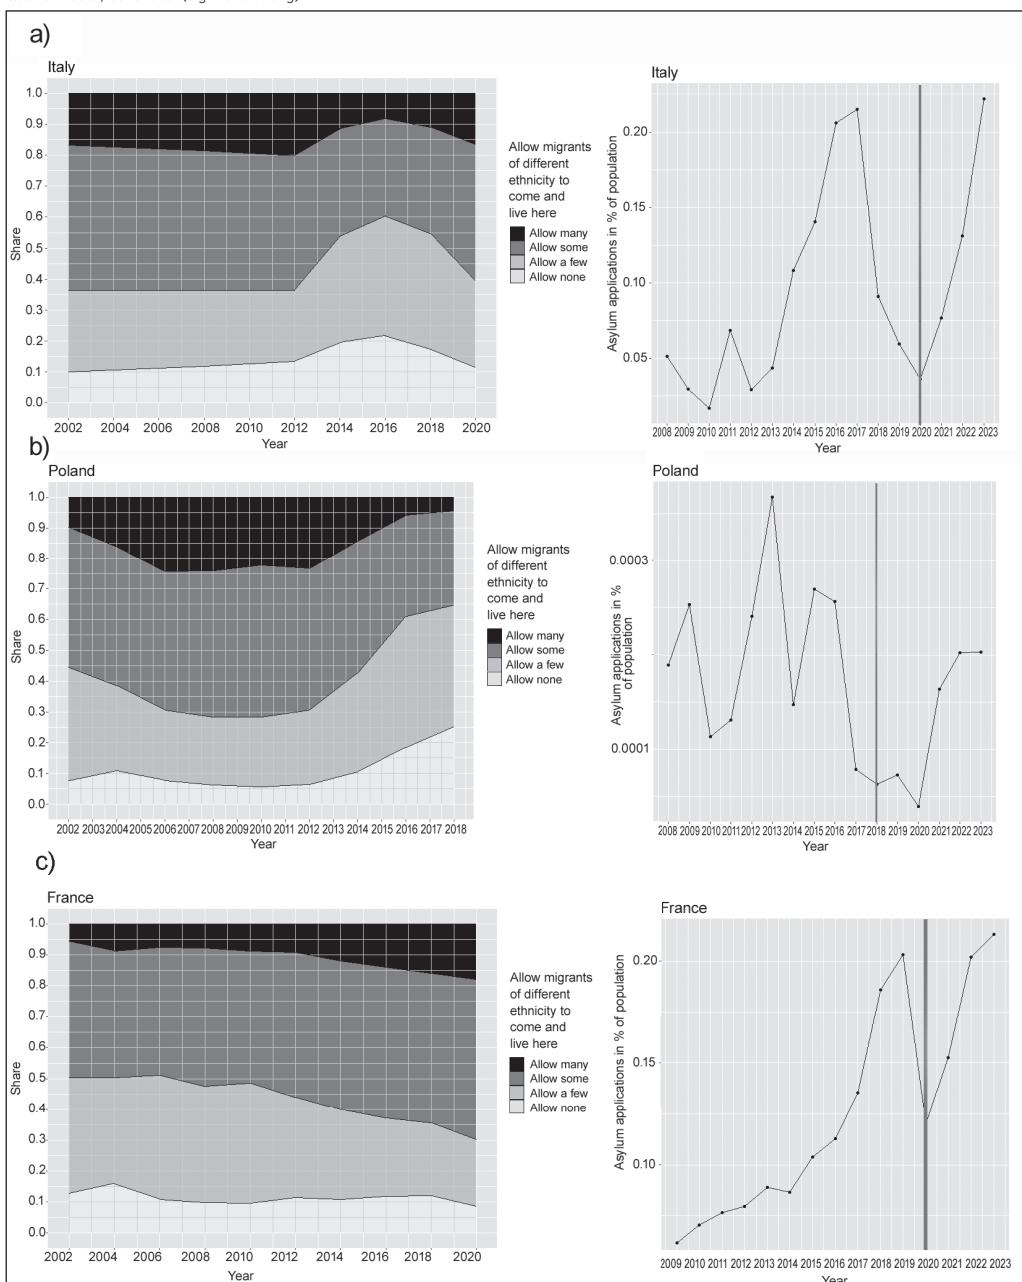 a)
Italy
1.0
0.9
0.8
0.7
0.6
0.5
0.4
0.3
0.2
0.1
0.0
Share
2002 2004 2006 2008 2010 2012 2014 2016 2018 2020
Year
Allow migrants
of different
ethnicity to
come and
live here
Allow many
Allow some
Allow a few
Allow none
Italy
0.20
0.15
0.10
0.05
Asylum applications in % of population
2008 2009 2010 2011 2012 2013 2014 2015 2016 2017 2018 2019 2020 2021 2022 2023
Year
b)
Poland
1.0
0.9
0.8
0.7
0.6
0.5
0.4
0.3
0.2
0.1
0.0
Share
2002 2003 2004 2005 2006 2007 2008 2009 2010 2011 2012 2013 2014 2015 2016 2017 2018
Year
Allow migrants
of different
ethnicity to
come and
live here
Allow many
Allow some
Allow a few
Allow none
Poland
0.0003
0.0001
Asylum applications in %
of population
2008 2009 2010 2011 2012 2013 2014 2015 2016 2017 2018 2019 2020 2021 2022 2023
Year
c)
France
1.0
0.9
0.8
0.7
0.6
0.5
0.4
0.3
0.2
0.1
0.0
Share
2002 2004 2006 2008 2010 2012 2014 2016 2018 2020
Year
Allow migrants
of different
ethnicity to
come and
live here
Allow many
Allow some
Allow a few
Allow none
France
0.20
0.15
0.10
Asylum applications in % of population
2009 2010 2011 2012 2013 2014 2015 2016 2017 2018 2019 2020 2021 2022 2023
Year